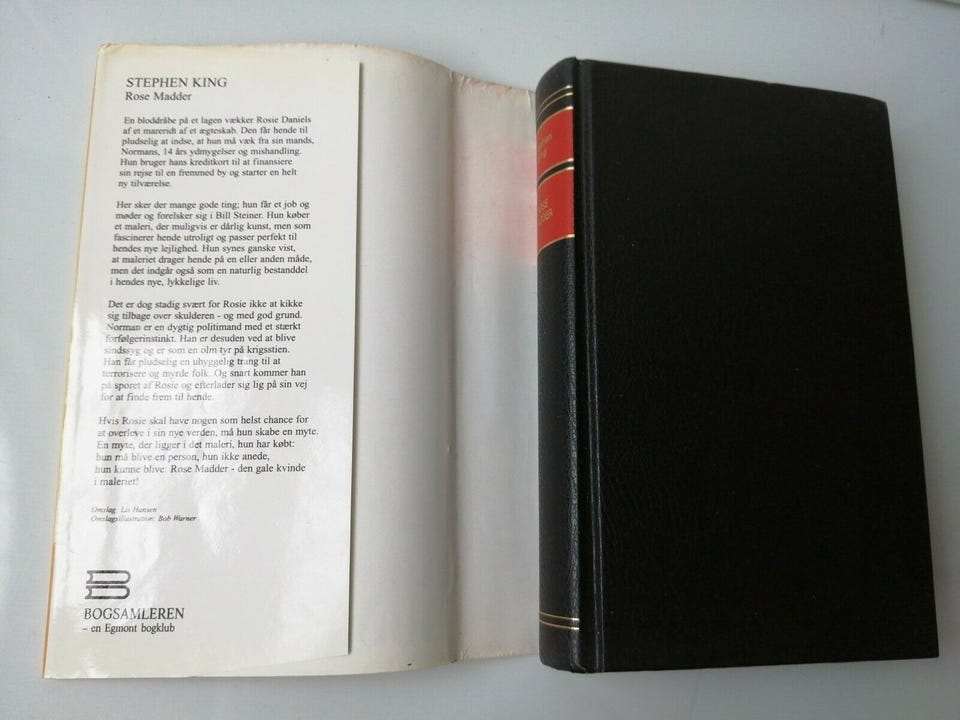 STEPHEN KING
Rose Madder
En bloddråbe på et lagen vækker Rosie Daniels
af et mareridt af et ægteskab. Den får hende til
pludselig at indse, at hun må væk fra sin mands,
Normans, 14 års ydmygelser og mishandling.
Hun bruger hans kreditkort til at finansiere
sin rejse til en fremmed by og starter en helt
ny tilværelse.
Her sker der mange gode ting; hun får et job og
møder og forelsker sig i Bill Steiner. Hun køber
et maleri, der muligvis er dårlig kunst, men som
fascinerer hende utroligt og passer perfekt til
hendes nye lejlighed. Hun synes ganske vist,
at maleriet drager hende på en eller anden måde,
men det indgår også som en naturlig bestanddel
i hendes nye, lykkelige liv.
Det er dog stadig svært for Rosie ikke at kikke
sig tilbage over skulderen - og med god grund.
Norman er en dygtig politimand med et stærkt
forfølgerinstinkt. Han er desuden ved at blive
sindssyg og er som en olm tyr på krigsstien.
Han får pludselig en uhyggelig trang til at
terrorisere og myrde folk. Og snart kommer han
på sporet af Rosie og efterlader sig lig på sin vej
for at finde frem til hende.
Hvis Rosie skal have nogen som helst chance for
at overleve i sin nye verden, må hun skabe en myte.
En myte, der ligger i det maleri, hun har købt:
hun må blive en person, hun ikke anede,
hun kunne blive: Rose Madder - den gale kvinde
i maleriet!
Omslag: Lis Hansen
Omslagsillustration: Bob Warner
BOGSAMLEREN
– en Egmont bogklub